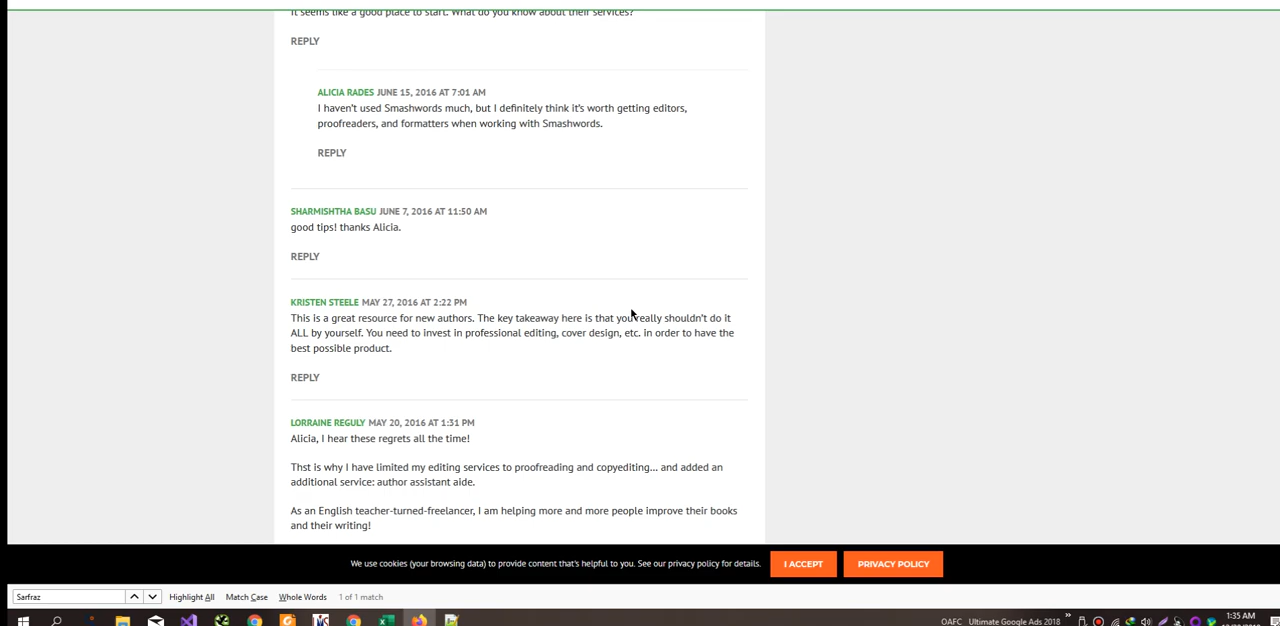 It seems like a good place to start. What do you know about their services?
REPLY
ALICIA RADES JUNE 15, 2016 AT 7:01 AM
I haven't used Smashwords much, but I definitely think it's worth getting editors,
proofreaders, and formatters when working with Smashwords.
REPLY
SHARMISHTHA BASU JUNE 7, 2016 AT 11:50 AM
good tips! thanks Alicia.
REPLY
KRISTEN STEELE MAY 27, 2016 AT 2:22 PM
This is a great resource for new authors. The key takeaway here is that you really shouldn't do it
ALL by yourself. You need to invest in professional editing, cover design, etc. in order to have the
best possible product.
REPLY
LORRAINE REGULY MAY 20, 2016 AT 1:31 PM
Alicia, I hear these regrets all the time!
Thst is why I have limited my editing services to proofreading and copyediting... and added an
additional service: author assistant aide.
As an English teacher-turned-freelancer, I am helping more and more people improve their books
and their writing!
We use cookies (your browsing data) to provide content that's helpful to you. See our privacy policy for details.
I ACCEPT
PRIVACY POLICY
Sarfraz
Highlight All
Match Case
Whole Words
1 of 1 match
OAFC
Ultimate Google Ads 2018
1:35 AM